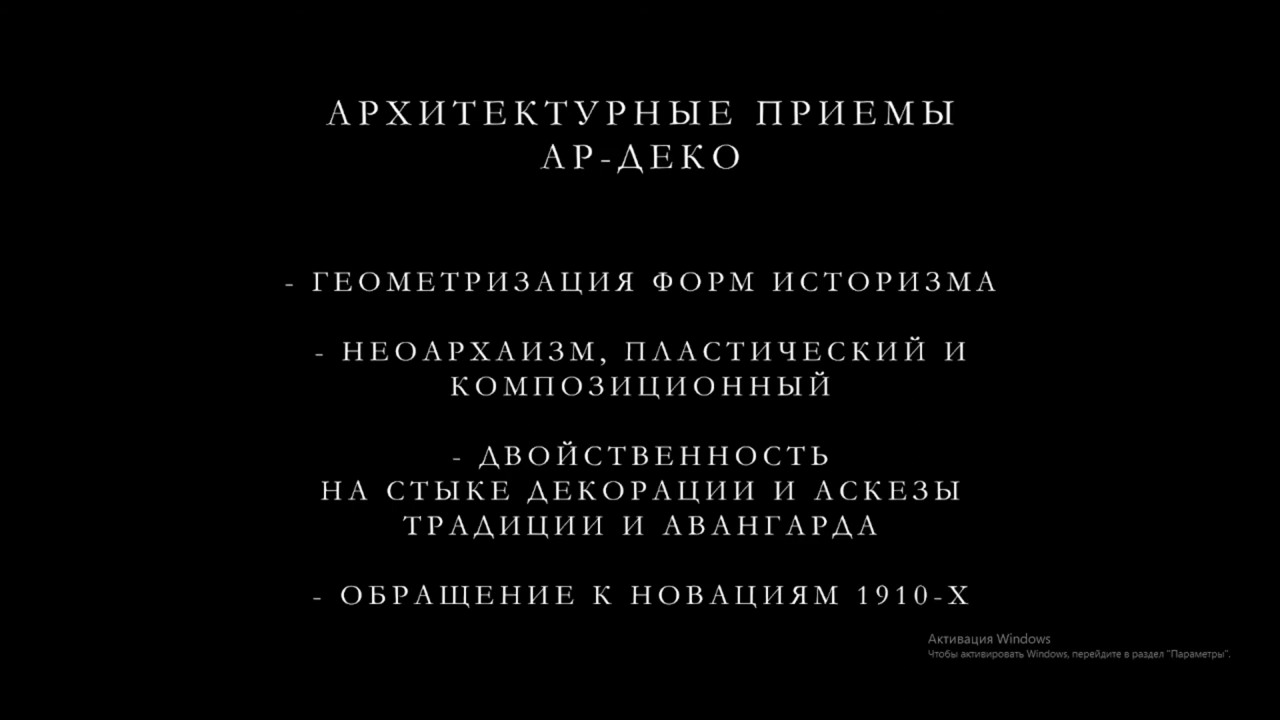 АРХИТЕКТУРНЫЕ ПРИЕМЫ
АР-ДЕКО
- ГЕОМЕТРИЗАЦИЯ ФОРМ ИСТОРИЗМА
- НЕОАРХАИЗМ, ПЛАСТИЧЕСКИЙ И
КОМПОЗИЦИОННЫЙ
- ДВОЙСТВЕННОСТЬ
НА СТЫКЕ ДЕКОРАЦИИ И АСКЕЗЫ
ТРАДИЦИИ И АВАНГАРДА
- ОБРАЩЕНИЕ К НОВАЦИЯМ 1910-Х
Активация Windows
Чтобы активировать Windows, перейдите в раздел "Параметры".